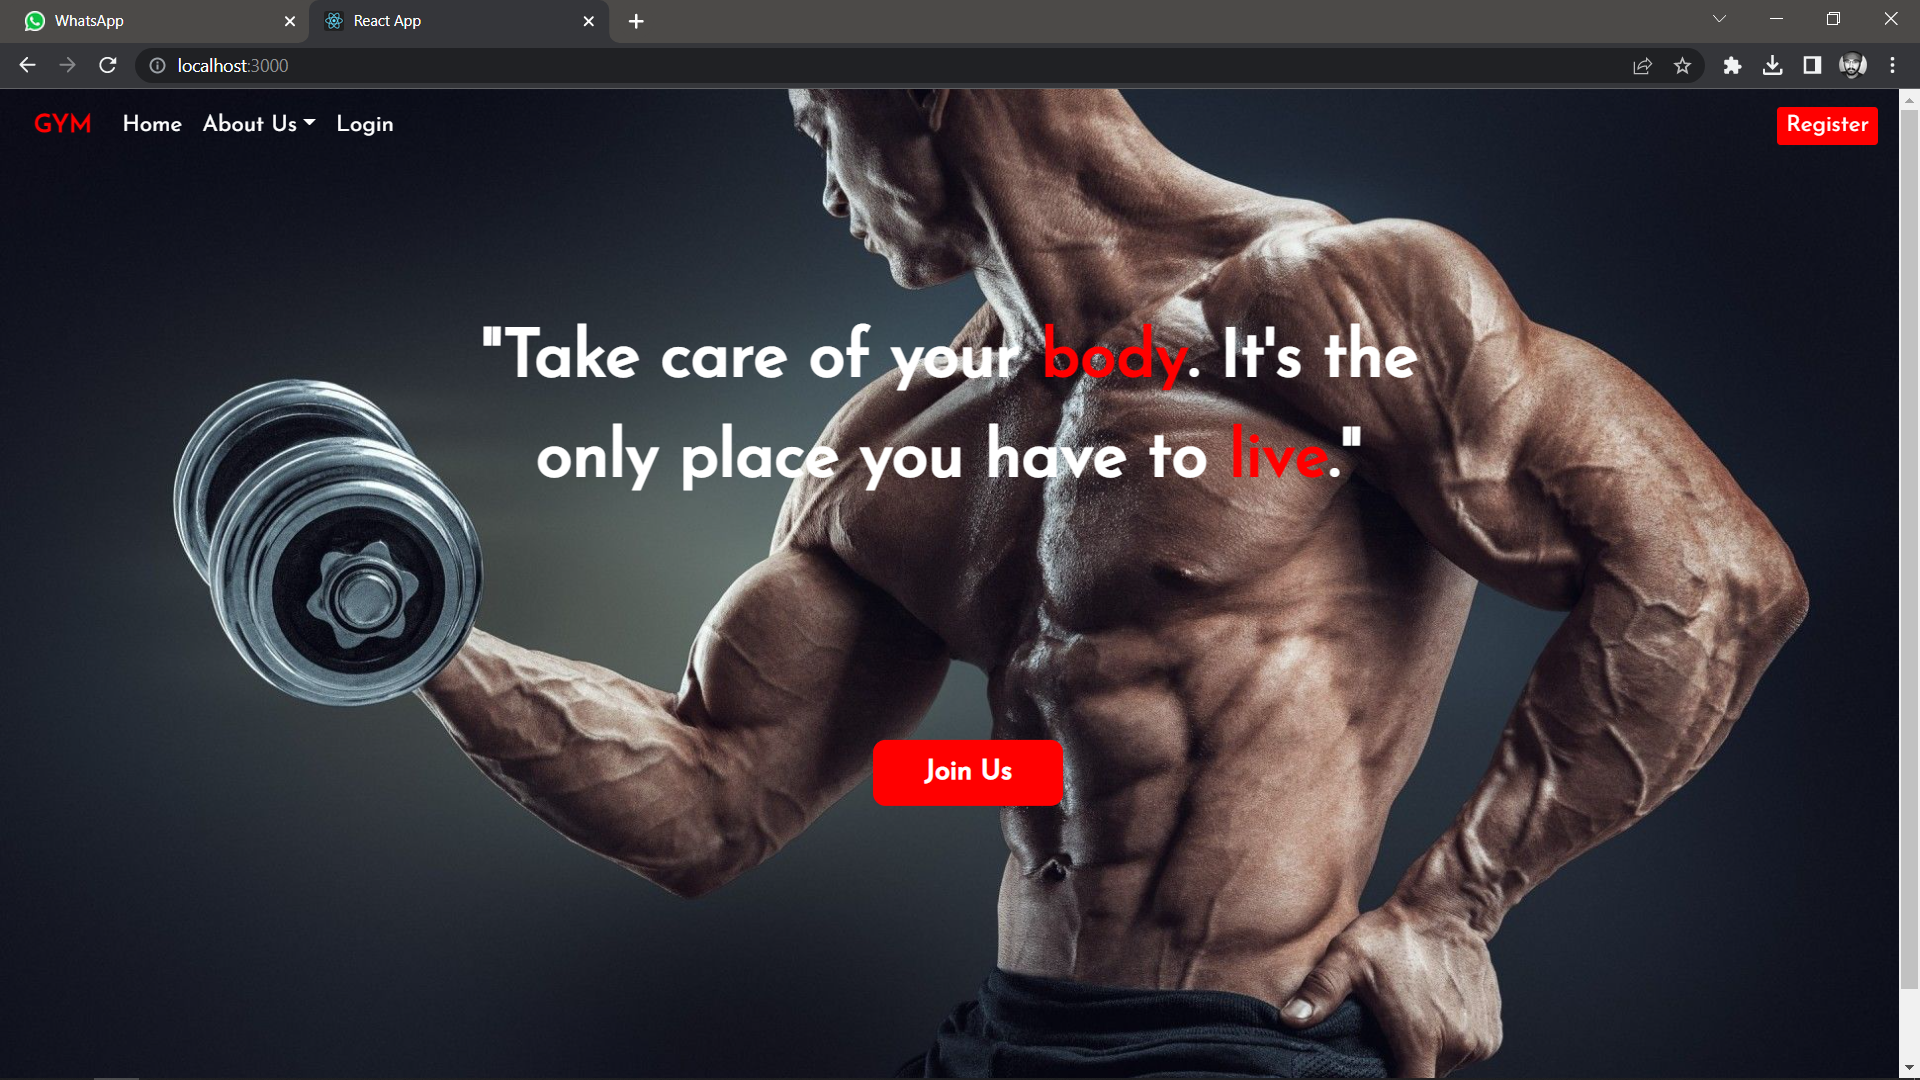 WhatsApp
React App
localhost:3000
GYM Home About Us Login Register
"Take care of your body. It's the
only place you have to live."
Join Us